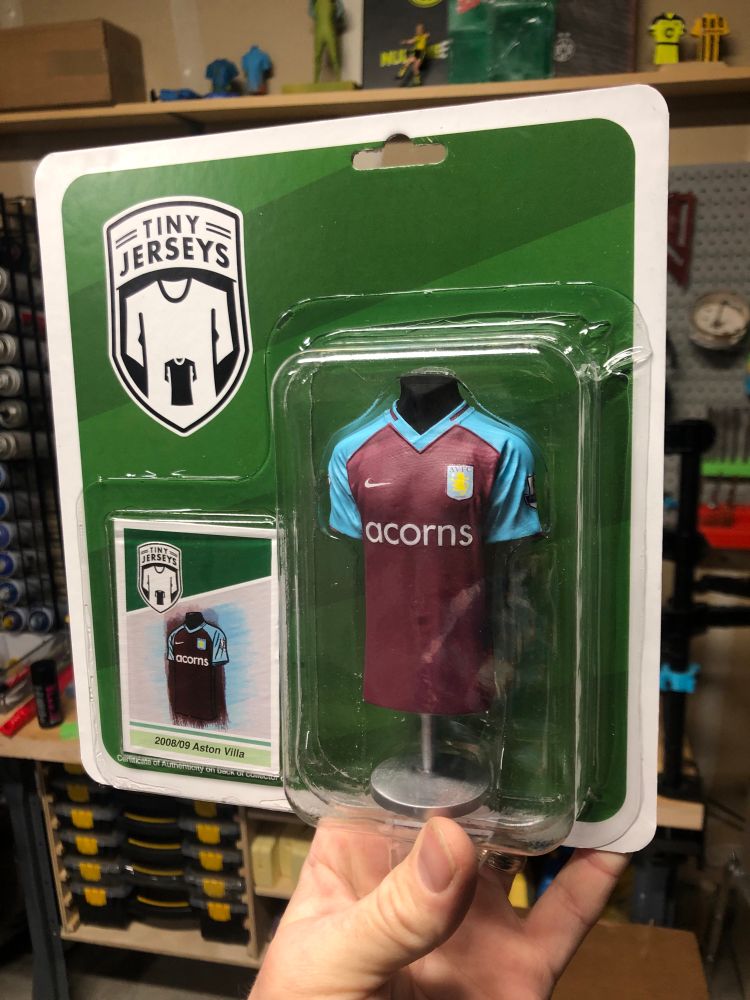 TINY
JERSEYS
AVFC
acorns
TINY
JERSEYS
acorns
2008/09 Aston Villa
Certificate of Authenticity on back of collector